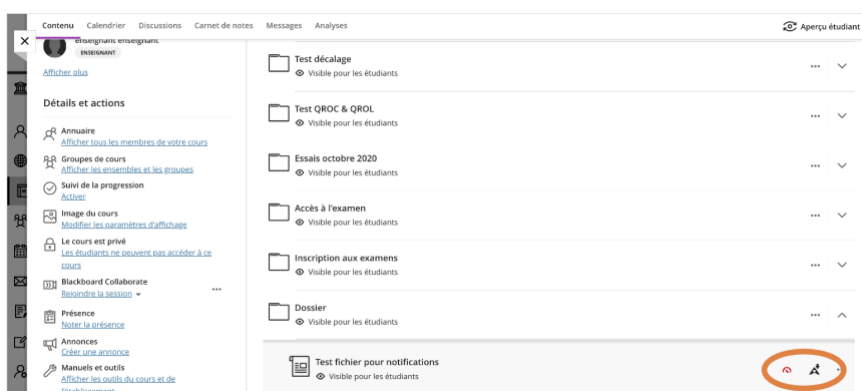 Contenu Calendrier Discussions Carnet de notes Messages Analyses
Aperçu étudiant
enseignant enseignant
ENSEIGNANT
Afficher plus
Détails et actions
Annuaire
Afficher tous les membres de votre cours
Groupes de cours
Afficher les ensembles et les groupes
Suivi de la progression
Activer
Image du cours
Modifier les paramètres d'affichage
Le cours est privé
Les étudiants ne peuvent pas accéder à ce
cours
Blackboard Collaborate
Rejoindre la session
Présence
Noter la présence
Annonces
Créer une annonce
Manuels et outils
Afficher les outils du cours et de
l'établissement
Test décalage
Visible pour les étudiants
Test QROC & QROL
Visible pour les étudiants
Essais octobre 2020
Visible pour les étudiants
Accès à l'examen
Visible pour les étudiants
Inscription aux examens
Visible pour les étudiants
Dossier
Visible pour les étudiants
Test fichier pour notifications
Visible pour les étudiants